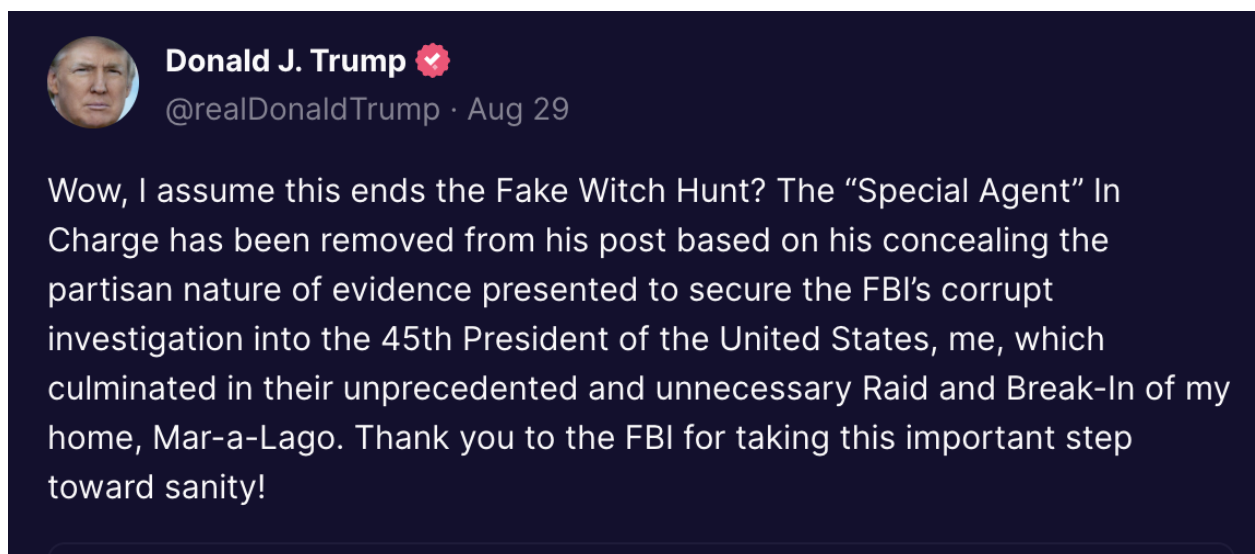 Donald J. Trump
@realDonaldTrump · Aug 29
Wow, I assume this ends the Fake Witch Hunt? The “Special Agent” In
Charge has been removed from his post based on his concealing the
partisan nature of evidence presented to secure the FBI’s corrupt
investigation into the 45th President of the United States, me, which
culminated in their unprecedented and unnecessary Raid and Break-In of my
home, Mar-a-Lago. Thank you to the FBI for taking this important step
toward sanity!